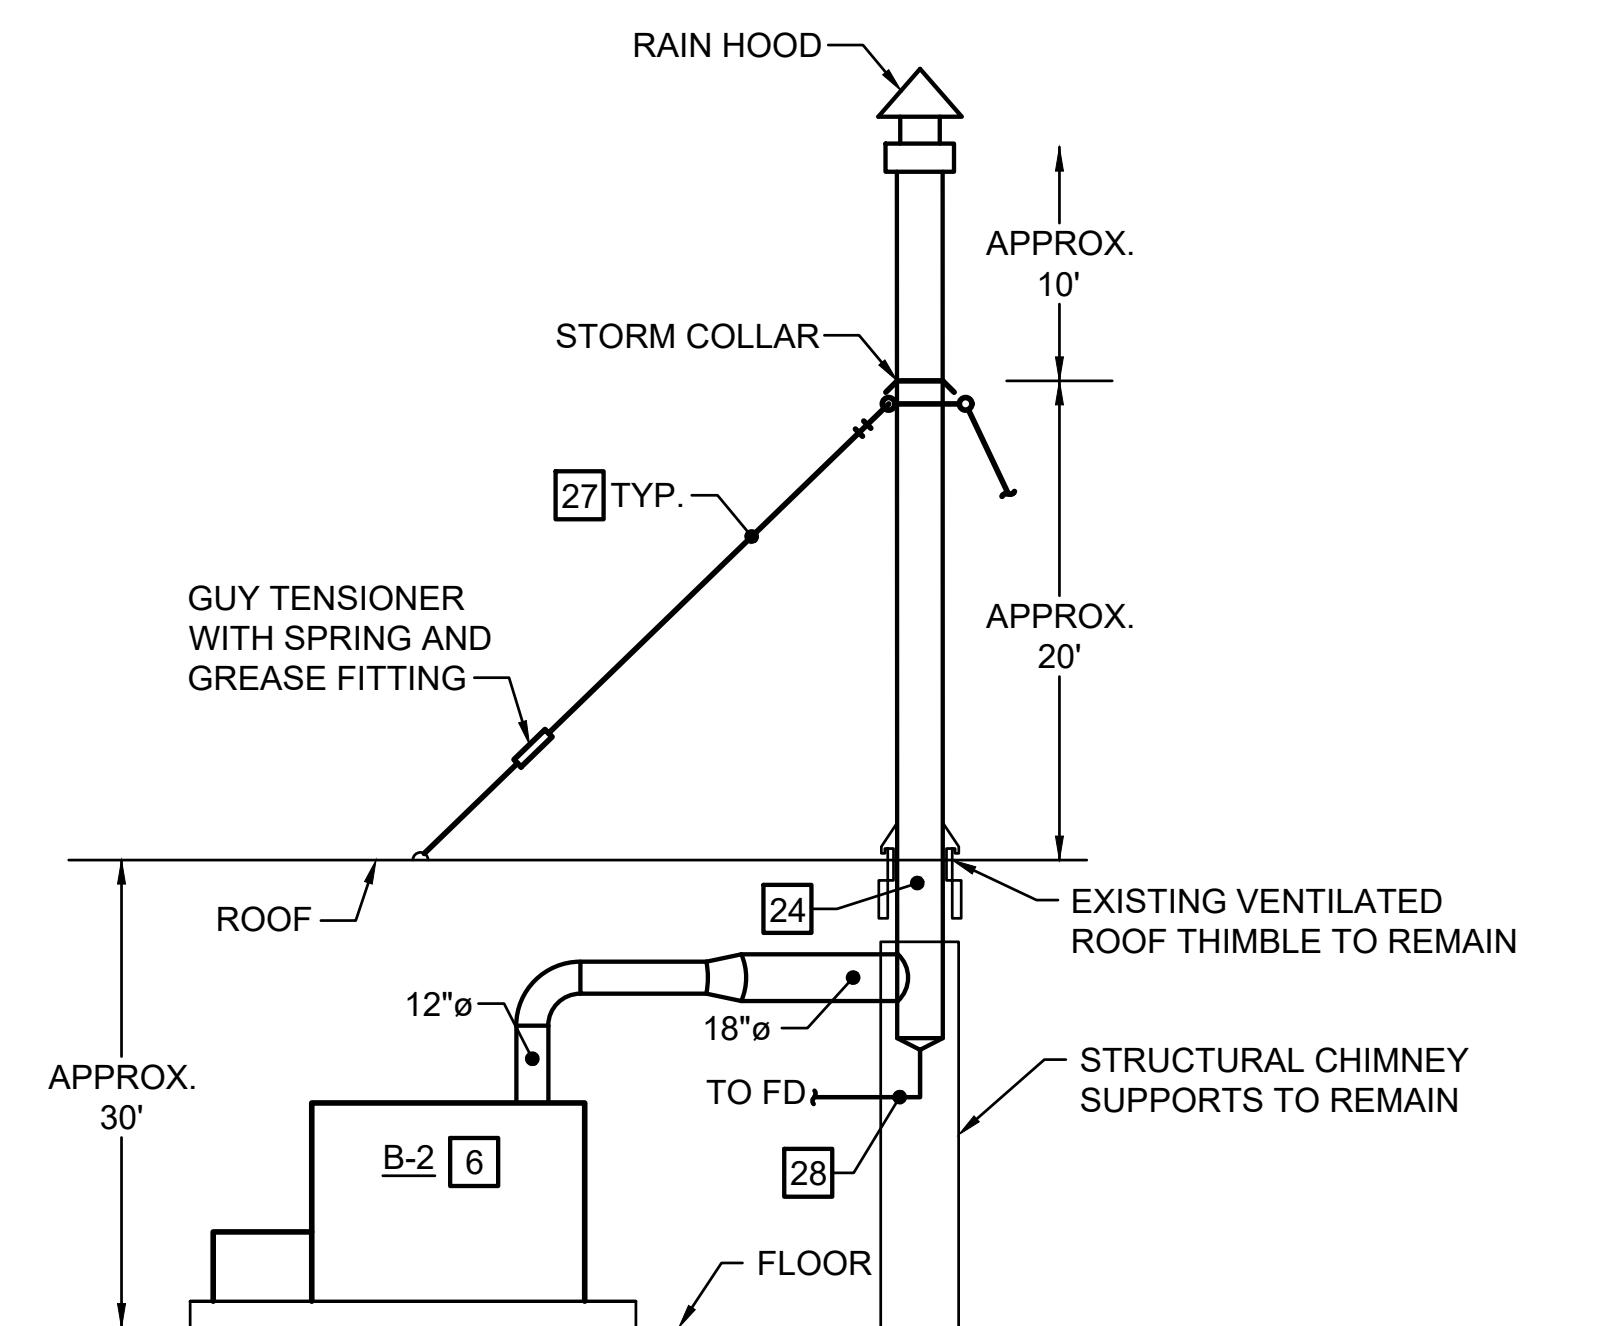 RAIN HOOD
APPROX.
10'
STORM COLLAR
27 TYP.
GUY TENSIONER
WITH SPRING AND
GREASE FITTING
APPROX.
20'
ROOF
24
EXISTING VENTILATED
ROOF THIMBLE TO REMAIN
12"ø
18"ø
APPROX.
30'
TO FD
STRUCTURAL CHIMNEY
SUPPORTS TO REMAIN
B-2 6
28
FLOOR